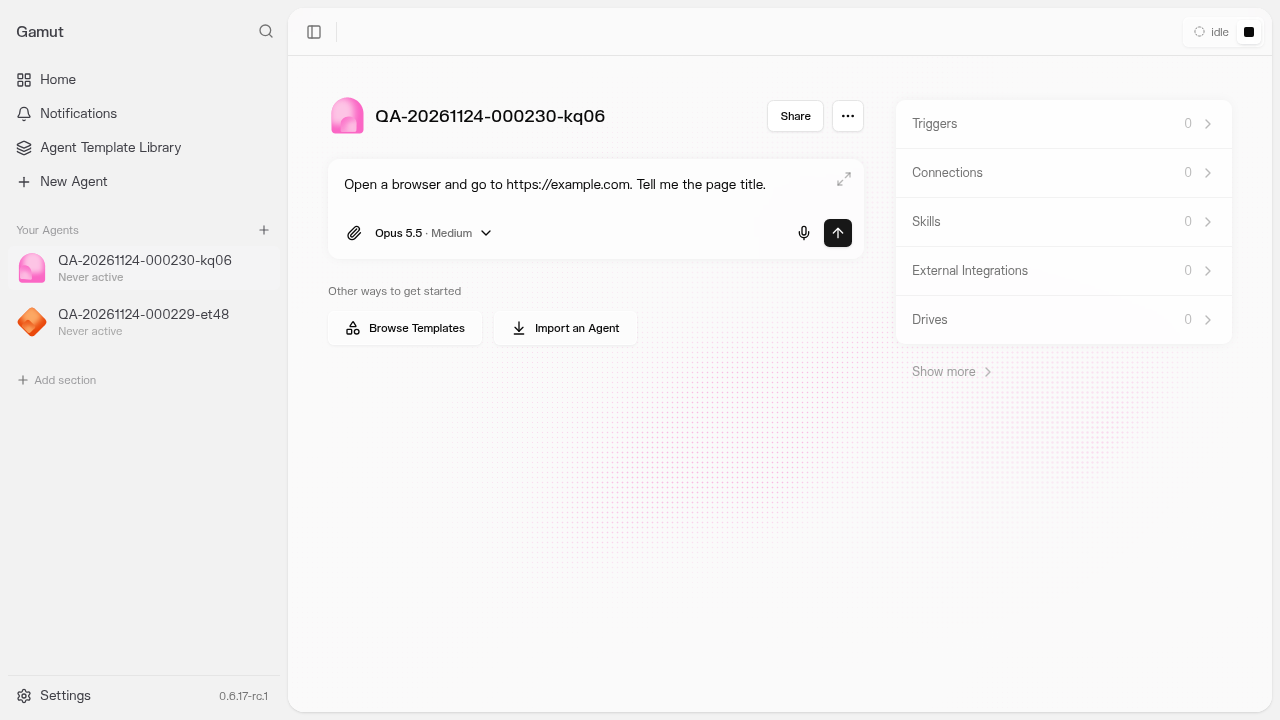 Gamut
Home
Notifications
Agent Template Library
New Agent
Your Agents
QA-20261124-000230-kq06
Never active
QA-20261124-000229-et48
Never active
Add section
Settings
0.6.17-rc.1
idle
QA-20261124-000230-kq06
Share
Open a browser and go to https://example.com. Tell me the page title.
Opus 5.5 · Medium
Other ways to get started
Browse Templates
Import an Agent
Triggers 0
Connections 0
Skills 0
External Integrations 0
Drives 0
Show more